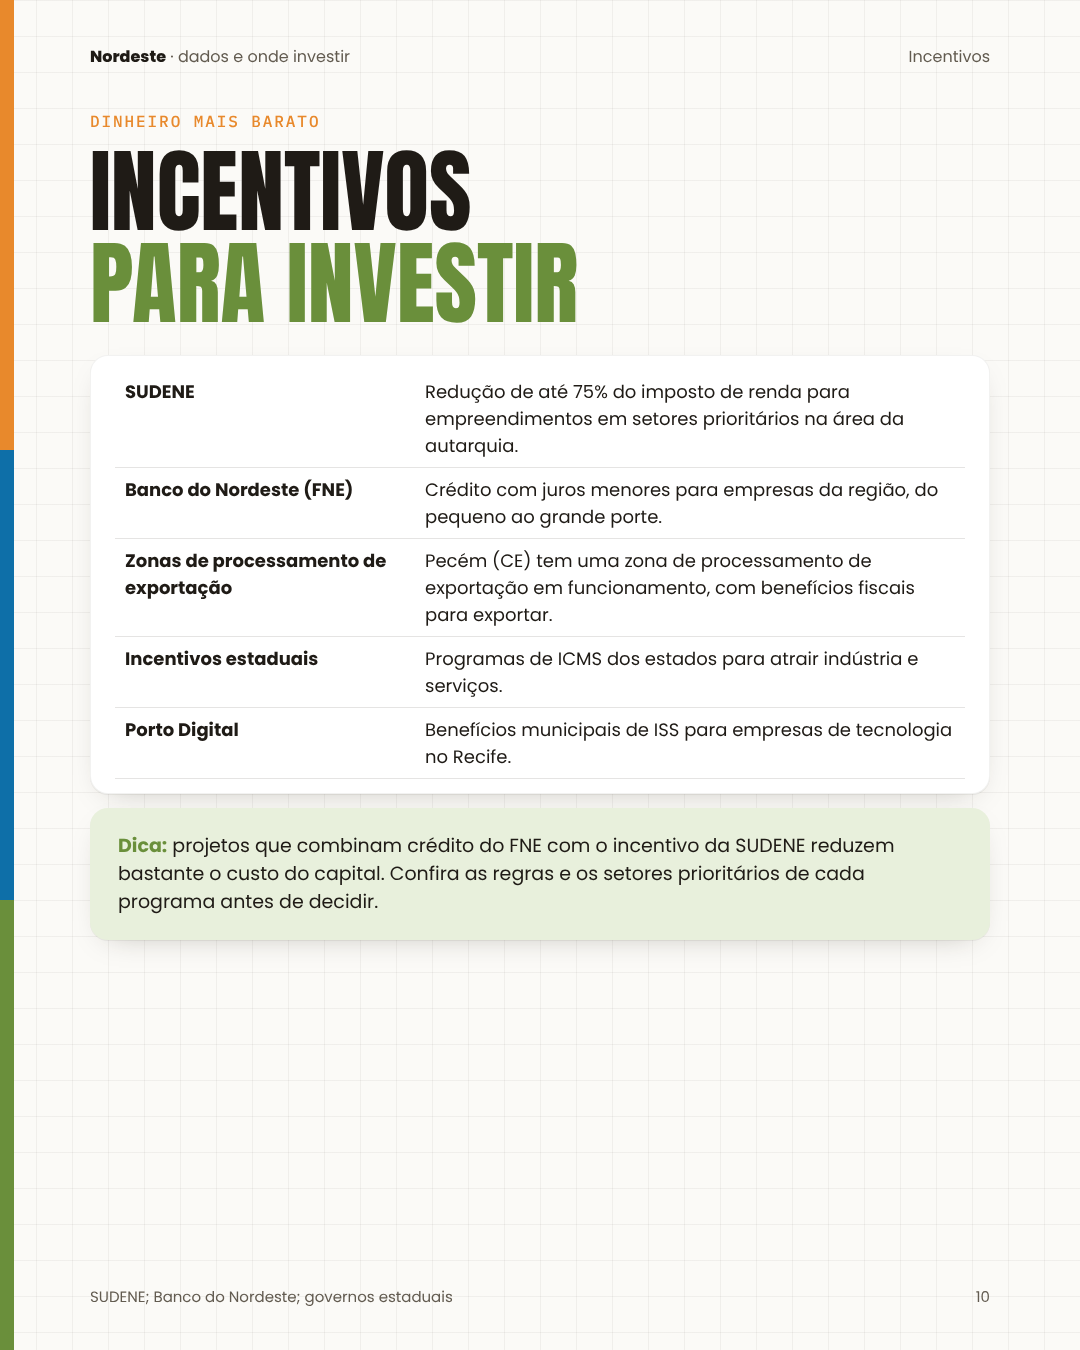 Nordeste · dados e onde investir
Incentivos
DINHEIRO MAIS BARATO
INCENTIVOS
PARA INVESTIR
SUDENE
Redução de até 75% do imposto de renda para
empreendimentos em setores prioritários na área da
autarquia.
Banco do Nordeste (FNE)
Crédito com juros menores para empresas da região, do
pequeno ao grande porte.
Zonas de processamento de
exportação
Pecém (CE) tem uma zona de processamento de
exportação em funcionamento, com benefícios fiscais
para exportar.
Incentivos estaduais
Programas de ICMS dos estados para atrair indústria e
serviços.
Porto Digital
Benefícios municipais de ISS para empresas de tecnologia
no Recife.
Dica: projetos que combinam crédito do FNE com o incentivo da SUDENE reduzem
bastante o custo do capital. Confira as regras e os setores prioritários de cada
programa antes de decidir.
SUDENE; Banco do Nordeste; governos estaduais
10